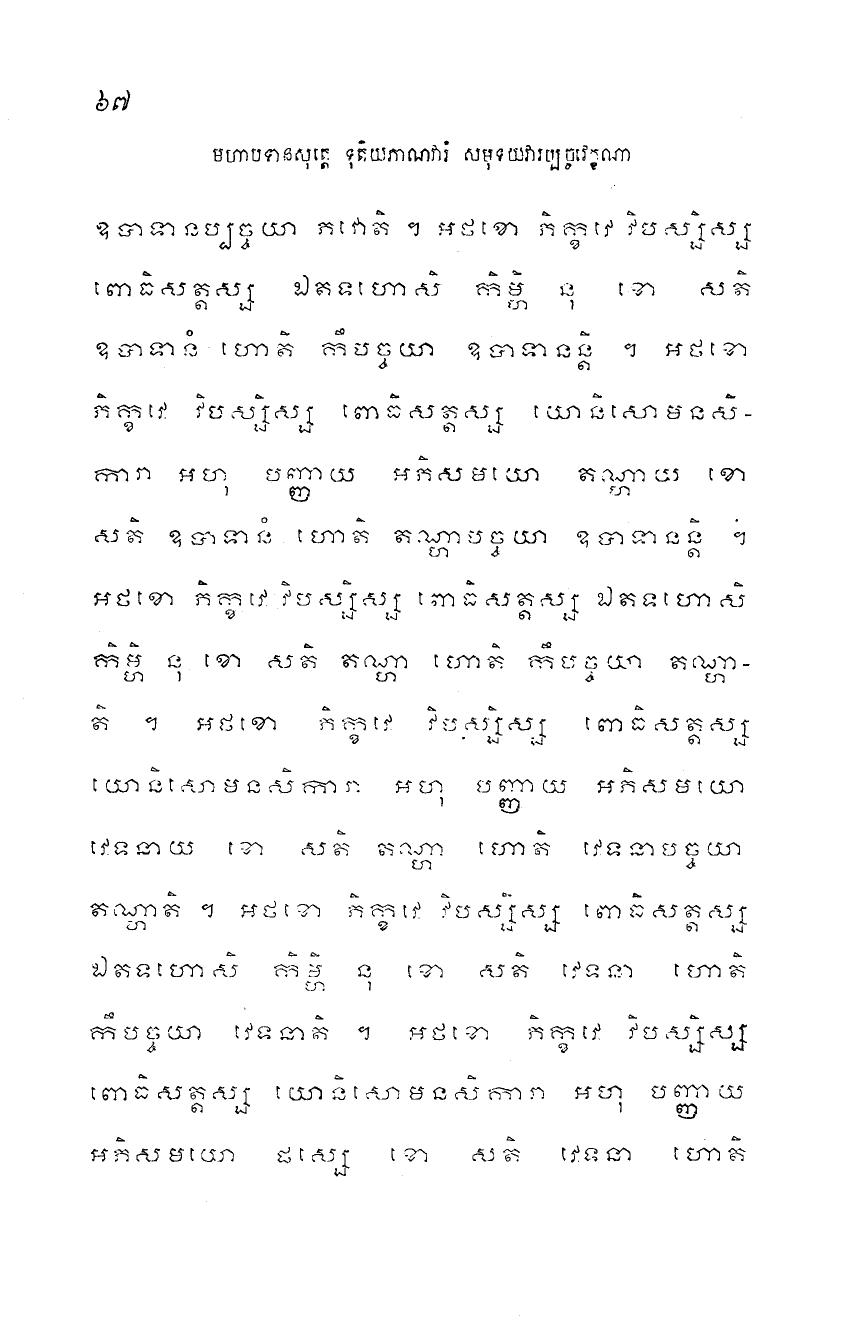 ៦៧
មហាបទានសុត្តេ ទុតិយភាណវារំ សមុទយវារប្បច្ចវេក្ខណា
ឧបាទានប្បច្ចយា ភវោតិ ។ អថខោ ភិក្ខវេ វិបស្សិស្ស
ពោធិសត្តស្ស ឯតទហោសិ កិម្ហិ នុ ខោ សតិ
ឧបាទានំ ហោតិ កឹបច្ចយា ឧបាទានន្តិ ។ អថខោ
ភិក្ខវេ វិបស្សិស្ស ពោធិសត្តស្ស យោនិសោមនសិ-
ការា អហុ បញ្ញាយ អភិសមយោ តណ្ហាយ ខោ
សតិ ឧបាទានំ ហោតិ តណ្ហាបច្ចយា ឧបាទានន្តិ ។
អថខោ ភិក្ខវេ វិបស្សិស្ស ពោធិសត្តស្ស ឯតទហោសិ
កិម្ហិ នុ ខោ សតិ តណ្ហា ហោតិ កឹបច្ចយា តណ្ហា-
តិ ។ អថខោ ភិក្ខវេ វិបស្សិស្ស ពោធិសត្តស្ស
យោនិសោមនសិការា អហុ បញ្ញាយ អភិសមយោ
វេទនាយ ខោ សតិ តណ្ហា ហោតិ វេទនាបច្ចយា
តណ្ហាតិ ។ អថខោ ភិក្ខវេ វិបស្សិស្ស ពោធិសត្តស្ស
ឯតទហោសិ កិម្ហិ នុ ខោ សតិ វេទនា ហោតិ
កឹបច្ចយា វេទនាតិ ។ អថខោ ភិក្ខវេ វិបស្សិស្ស
ពោធិសត្តស្ស យោនិសោមនសិការា អហុ បញ្ញាយ
អភិសមយោ ផស្សេ ខោ សតិ វេទនា ហោតិ